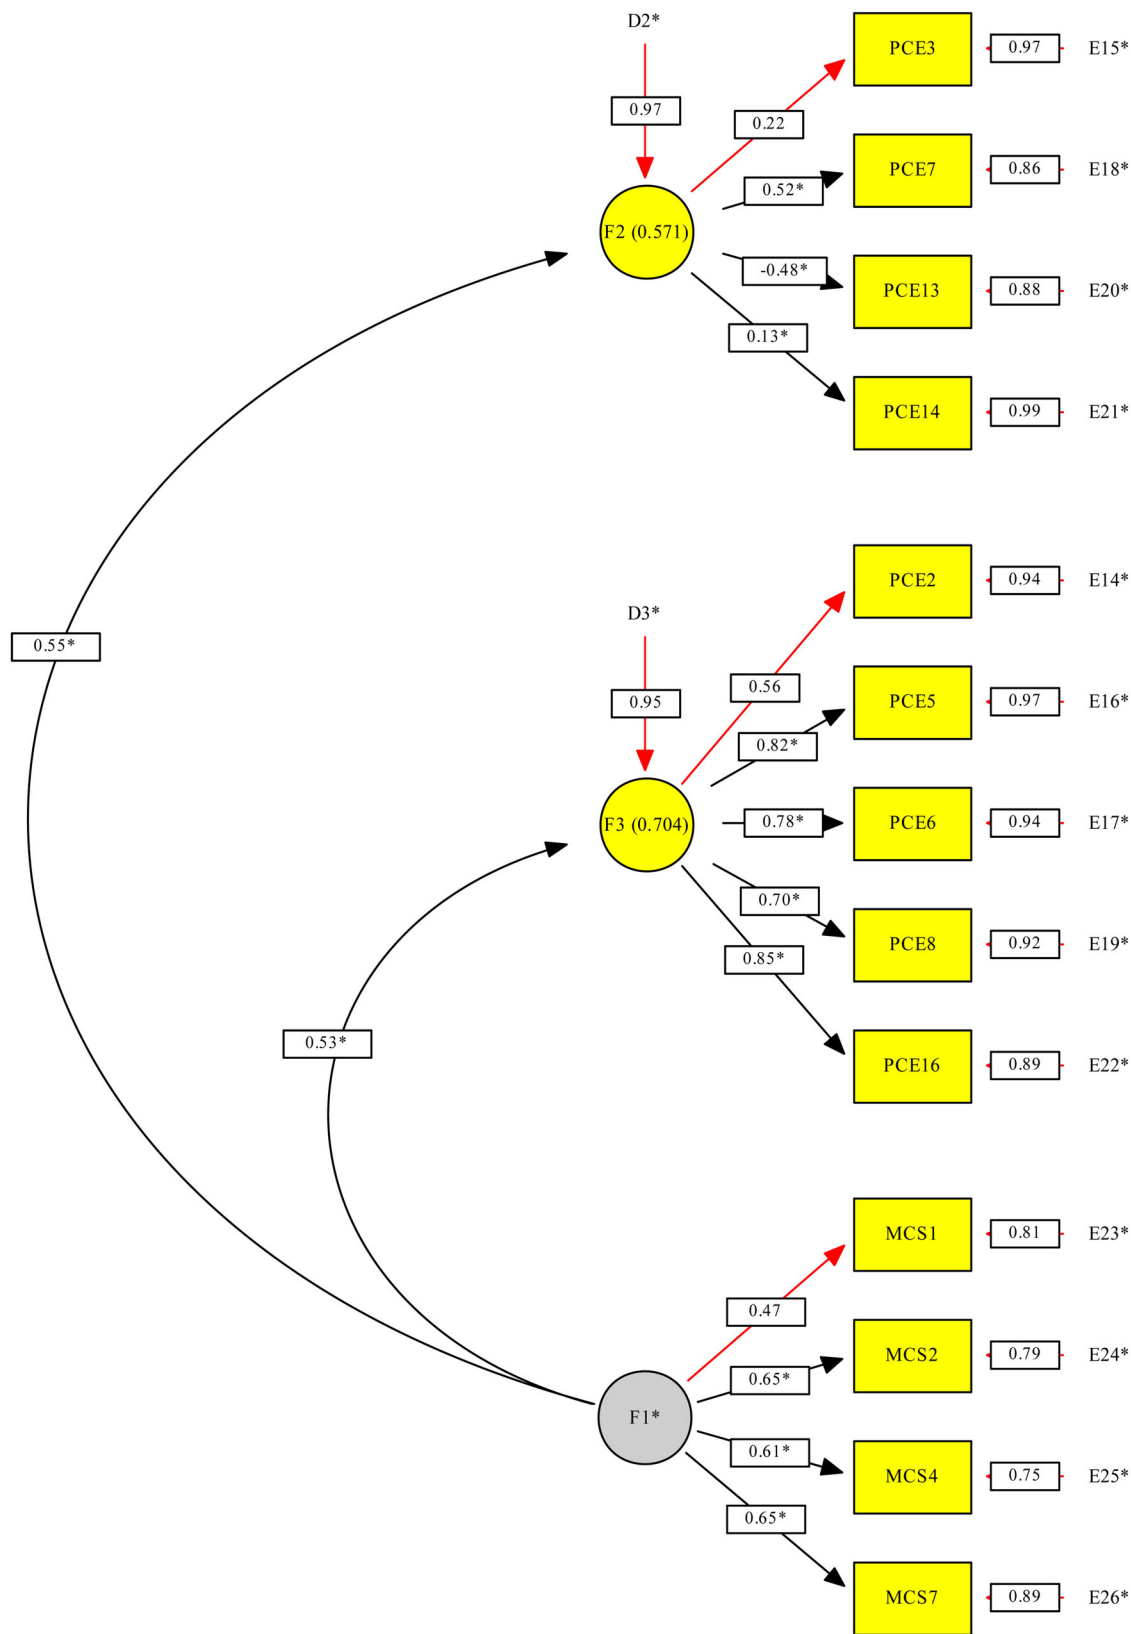 D2*
0.97
F2 (0.571)
0.22
0.52*
-0.48*
0.13*
PCE3
0.97
E15*
PCE7
0.86
E18*
PCE13
0.88
E20*
PCE14
0.99
E21*
0.55*
D3*
0.95
F3 (0.704)
0.56
0.82*
0.78*
0.70*
0.85*
PCE2
0.94
E14*
PCE5
0.97
E16*
PCE6
0.94
E17*
PCE8
0.92
E19*
PCE16
0.89
E22*
0.53*
F1*
0.47
0.65*
0.61*
0.65*
MCS1
0.81
E23*
MCS2
0.79
E24*
MCS4
0.75
E25*
MCS7
0.89
E26*